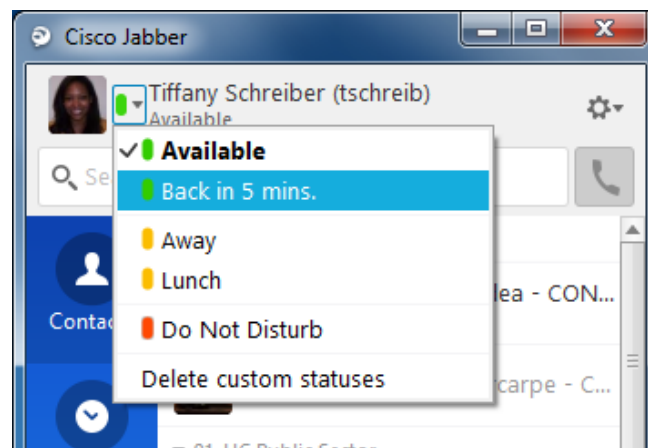 Cisco Jabber
Tiffany Schreiber (tschreib)
Available
Available
Se
Back in 5 mins.
Away
Lunch
lea - CON...
Contac
Do Not Disturb
Delete custom statuses
carpe - C...